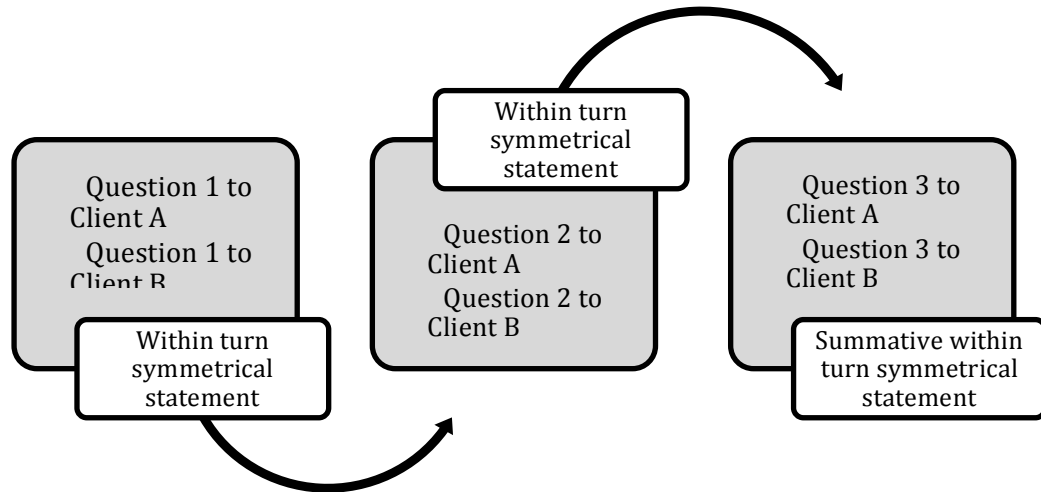 Question 1 to
Client A
Question 1 to
Client B
Within turn
symmetrical
statement
Within turn
symmetrical
statement
Question 2 to
Client A
Question 2 to
Client B
Question 3 to
Client A
Question 3 to
Client B
Summative within
turn symmetrical
statement